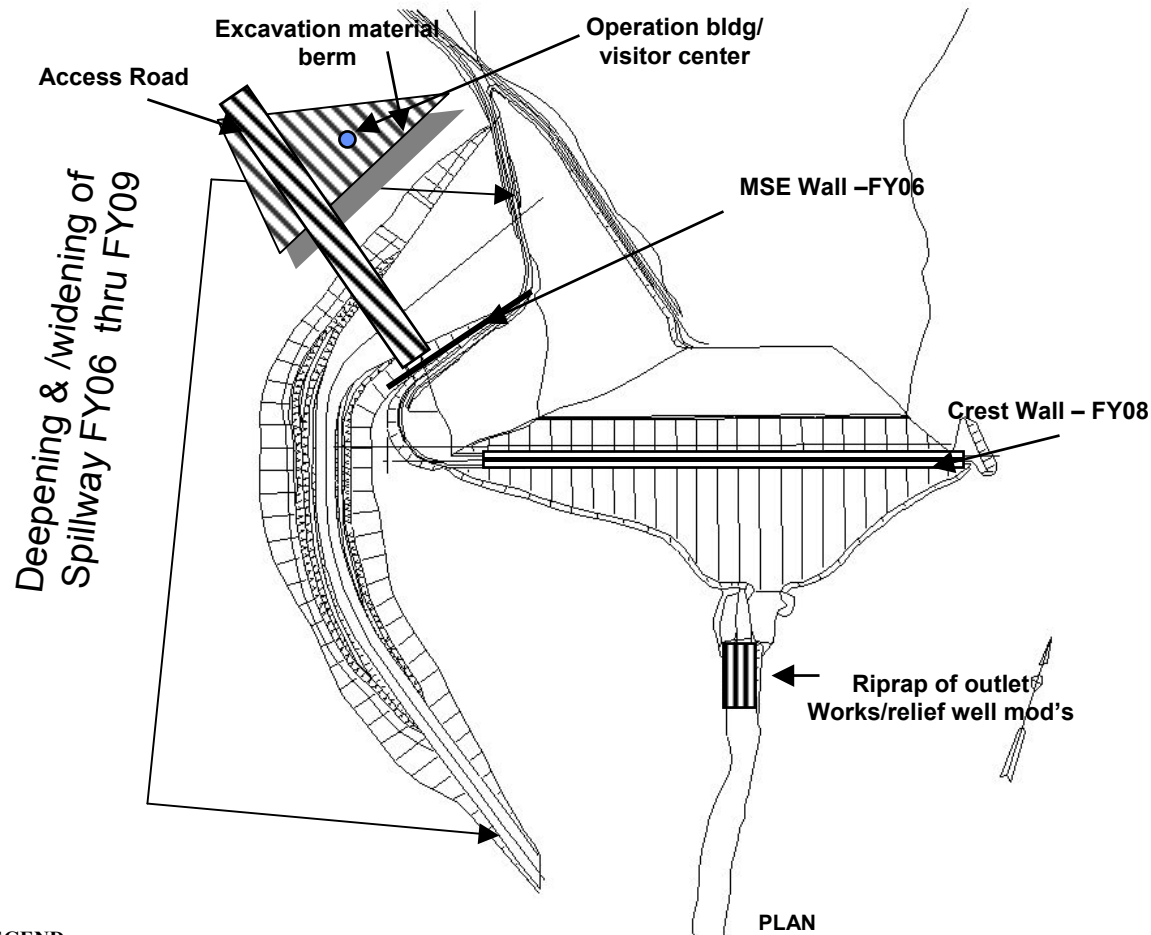 Excavation material
berm
Operation bldg/
visitor center
Access Road
Deepening & /widening of
Spillway FY06 thru FY09
MSE Wall –FY06
Crest Wall – FY08
Riprap of outlet
Works/relief well mod's
PLAN